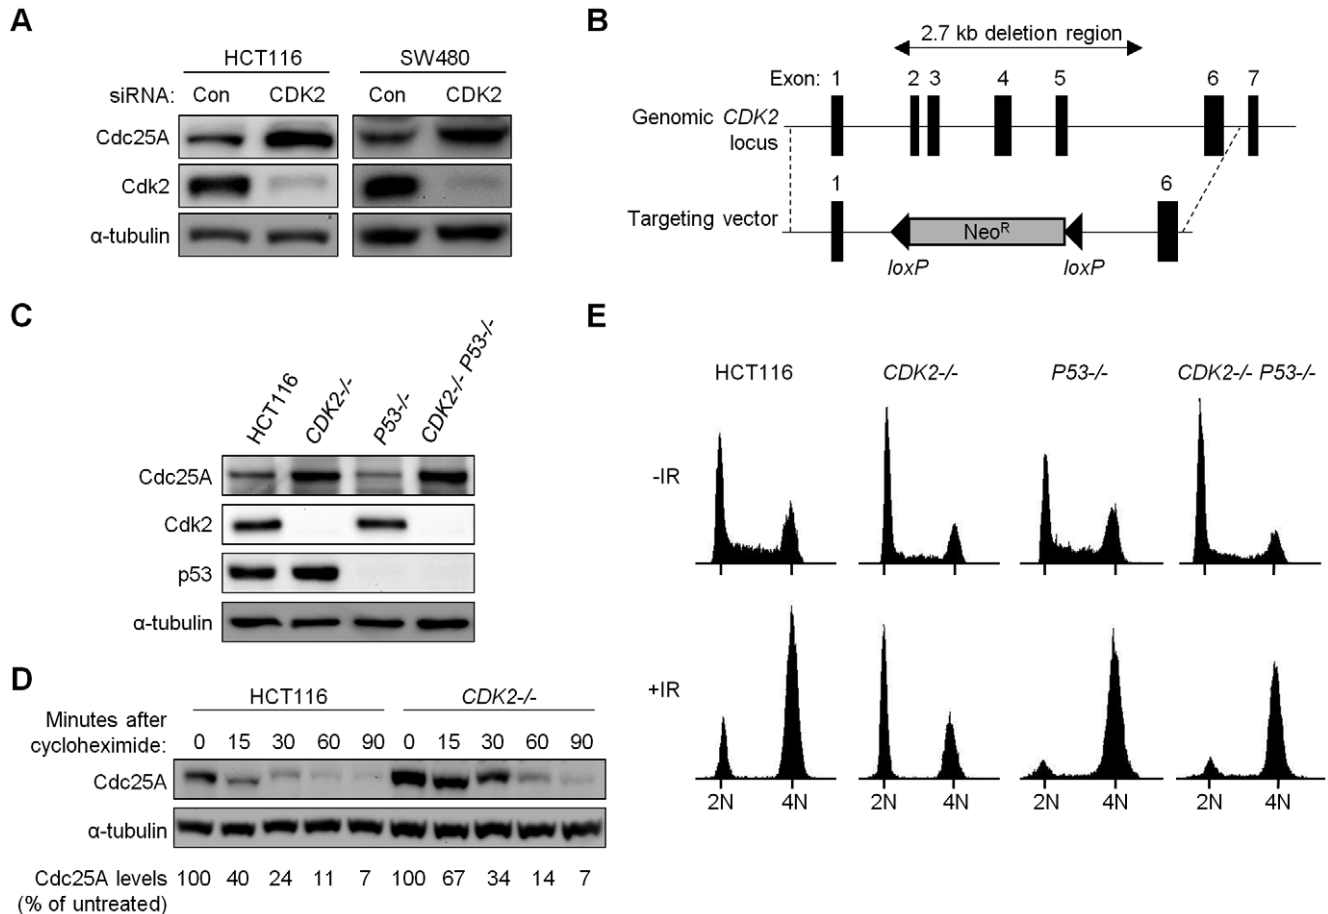 A
HCT116 SW480
siRNA: Con CDK2 Con CDK2
Cdc25A
Cdk2
α-tubulin
B
2.7 kb deletion region
Exon: 1 2 3 4 5 6 7
Genomic CDK2
locus
1 6
Targeting vector
NeoR
loxP loxP
C
HCT116 CDK2-/- P53-/- CDK2-/- P53-/-
Cdc25A
Cdk2
p53
α-tubulin
D
HCT116 CDK2-/-
Minutes after
cycloheximide: 0 15 30 60 90 0 15 30 60 90
Cdc25A
α-tubulin
Cdc25A levels 100 40 24 11 7 100 67 34 14 7
(% of untreated)
E
HCT116 CDK2-/- P53-/- CDK2-/- P53-/-
-IR
+IR
2N 4N 2N 4N 2N 4N 2N 4N